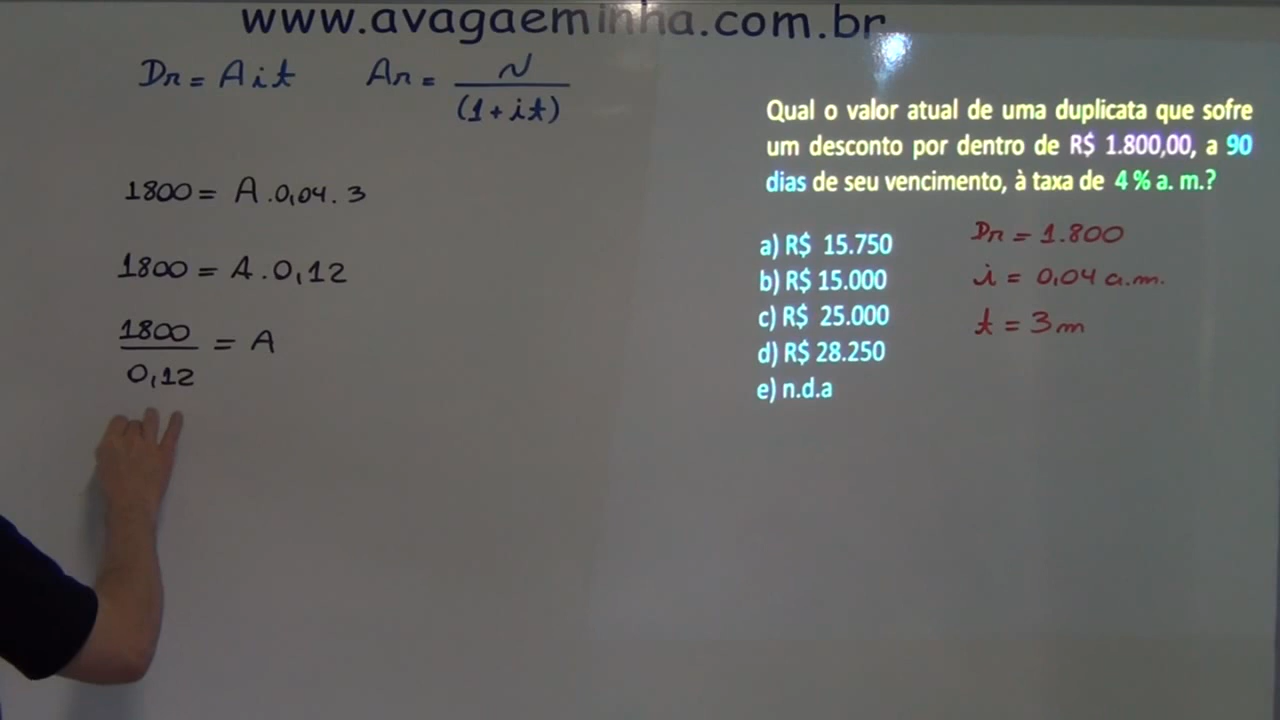 www.avagaeminha.com.br
Dr = A i t
Ar = N / (1 + it)
1800 = A . 0,04 . 3
1800 = A . 0,12
1800 / 0,12 = A
Qual o valor atual de uma duplicata que sofre
um desconto por dentro de R$ 1.800,00, a 90
dias de seu vencimento, à taxa de 4 % a. m.?
a) R$ 15.750
b) R$ 15.000
c) R$ 25.000
d) R$ 28.250
e) n.d.a
Dr = 1.800
i = 0,04 a.m.
t = 3 m